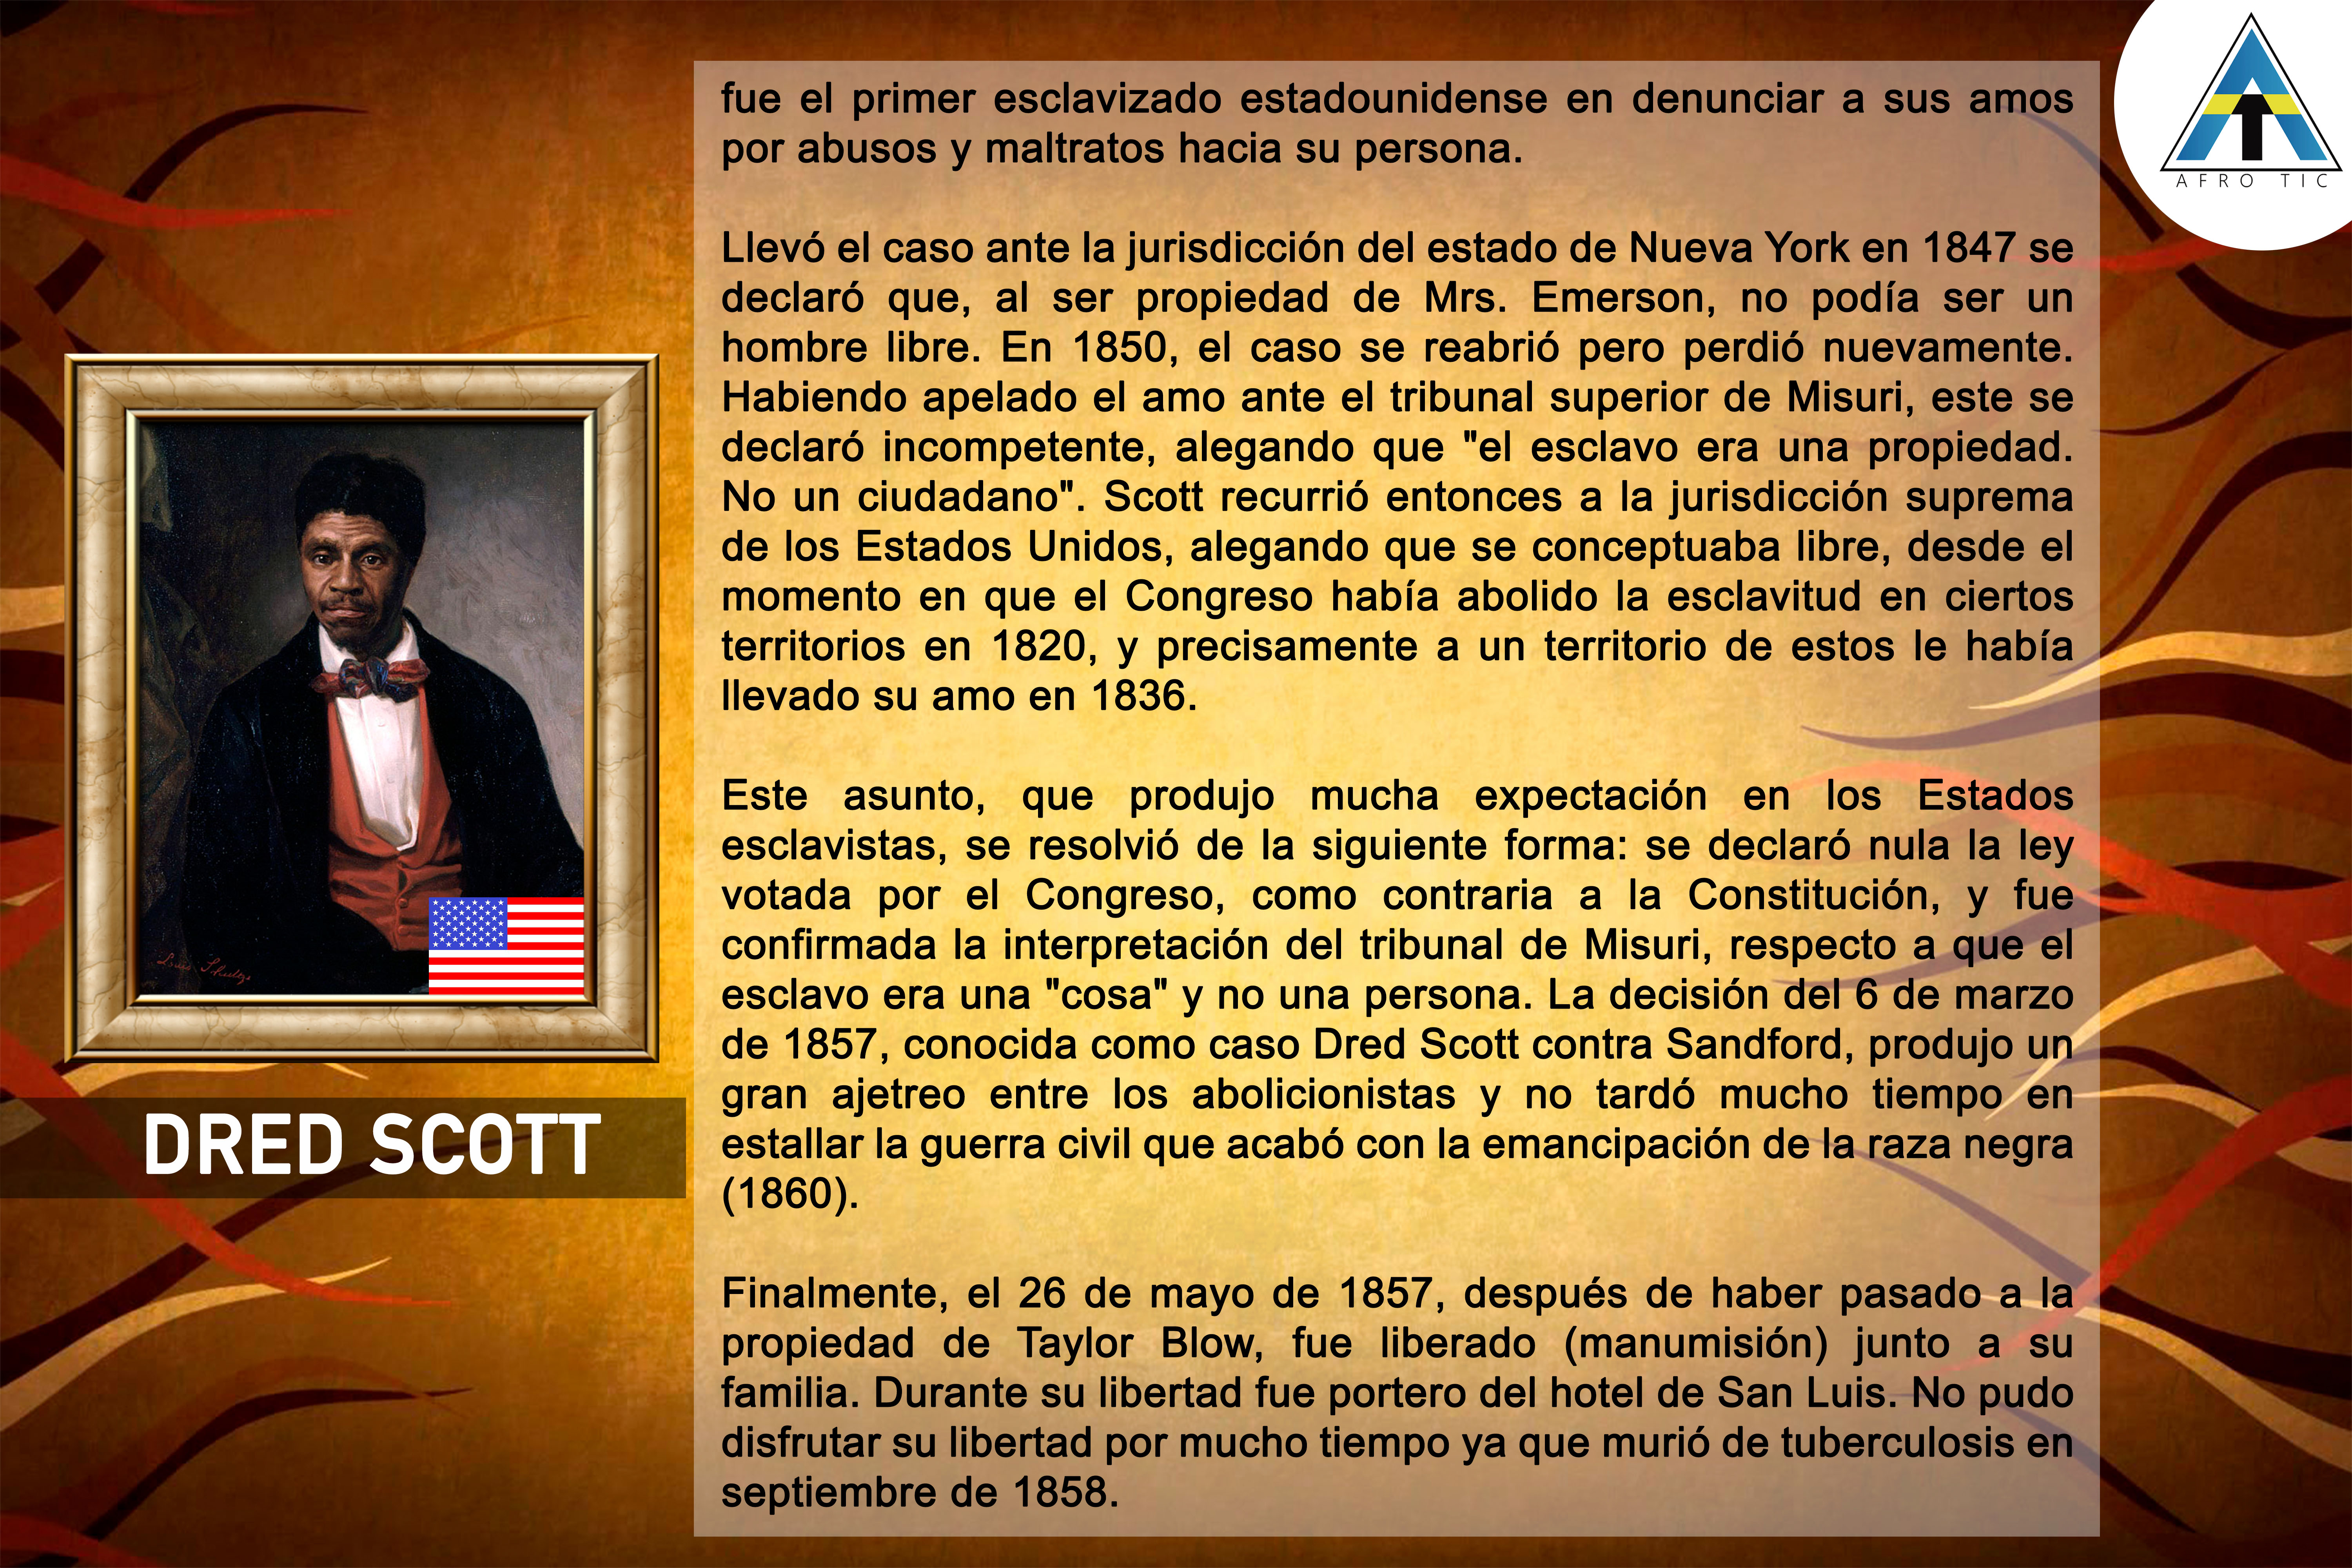 fue el primer esclavizado estadounidense en denunciar a sus amos
por abusos y maltratos hacia su persona.
Llevó el caso ante la jurisdicción del estado de Nueva York en 1847 se
declaró que, al ser propiedad de Mrs. Emerson, no podía ser un
hombre libre. En 1850, el caso se reabrió pero perdió nuevamente.
Habiendo apelado el amo ante el tribunal superior de Misuri, este se
declaró incompetente, alegando que "el esclavo era una propiedad.
No un ciudadano". Scott recurrió entonces a la jurisdicción suprema
de los Estados Unidos, alegando que se conceptuaba libre, desde el
momento en que el Congreso había abolido la esclavitud en ciertos
territorios en 1820, y precisamente a un territorio de estos le había
llevado su amo en 1836.
Este asunto, que produjo mucha expectación en los Estados
esclavistas, se resolvió de la siguiente forma: se declaró nula la ley
votada por el Congreso, como contraria a la Constitución, y fue
confirmada la interpretación del tribunal de Misuri, respecto a que el
esclavo era una "cosa" y no una persona. La decisión del 6 de marzo
de 1857, conocida como caso Dred Scott contra Sandford, produjo un
gran ajetreo entre los abolicionistas y no tardó mucho tiempo en
estallar la guerra civil que acabó con la emancipación de la raza negra
(1860).
Finalmente, el 26 de mayo de 1857, después de haber pasado a la
propiedad de Taylor Blow, fue liberado (manumisión) junto a su
familia. Durante su libertad fue portero del hotel de San Luis. No pudo
disfrutar su libertad por mucho tiempo ya que murió de tuberculosis en
septiembre de 1858.
DRED SCOTT
AFRO TIC